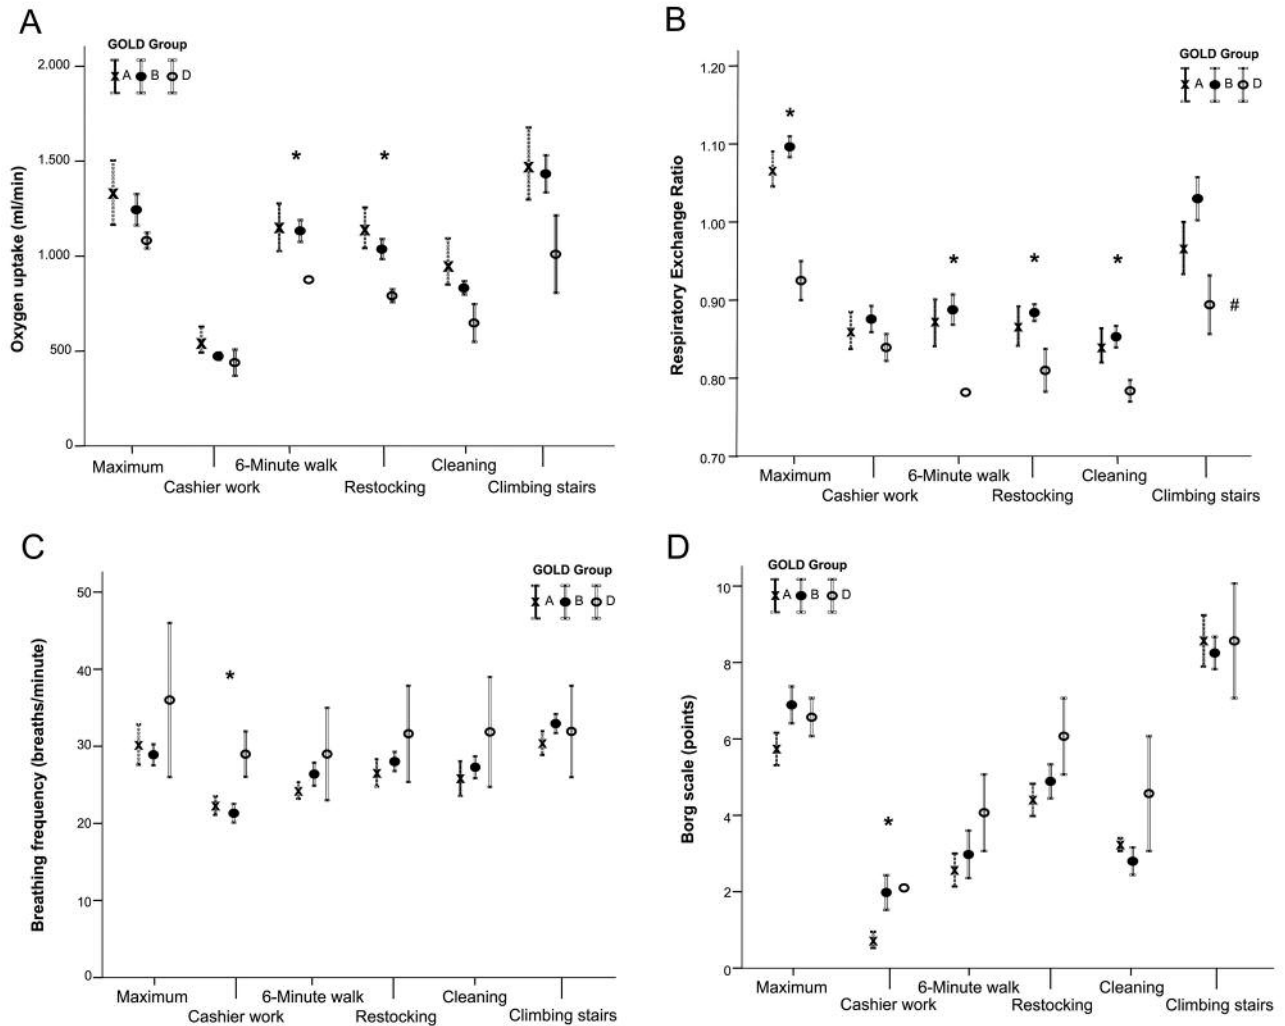 A
GOLD Group
A B D
Oxygen uptake (ml/min)
2.000
1.500
1.000
500
0
*
*
Maximum
Cashier work
6-Minute walk
Restocking
Cleaning
Climbing stairs
B
GOLD Group
A B D
Respiratory Exchange Ratio
1.20
1.10
1.00
0.90
0.80
0.70
*
*
*
*
#
Maximum
Cashier work
6-Minute walk
Restocking
Cleaning
Climbing stairs
C
GOLD Group
A B D
Breathing frequency (breaths/minute)
50
40
30
20
10
0
*
Maximum
Cashier work
6-Minute walk
Restocking
Cleaning
Climbing stairs
D
GOLD Group
A B D
Borg scale (points)
10
8
6
4
2
0
*
Maximum
Cashier work
6-Minute walk
Restocking
Cleaning
Climbing stairs